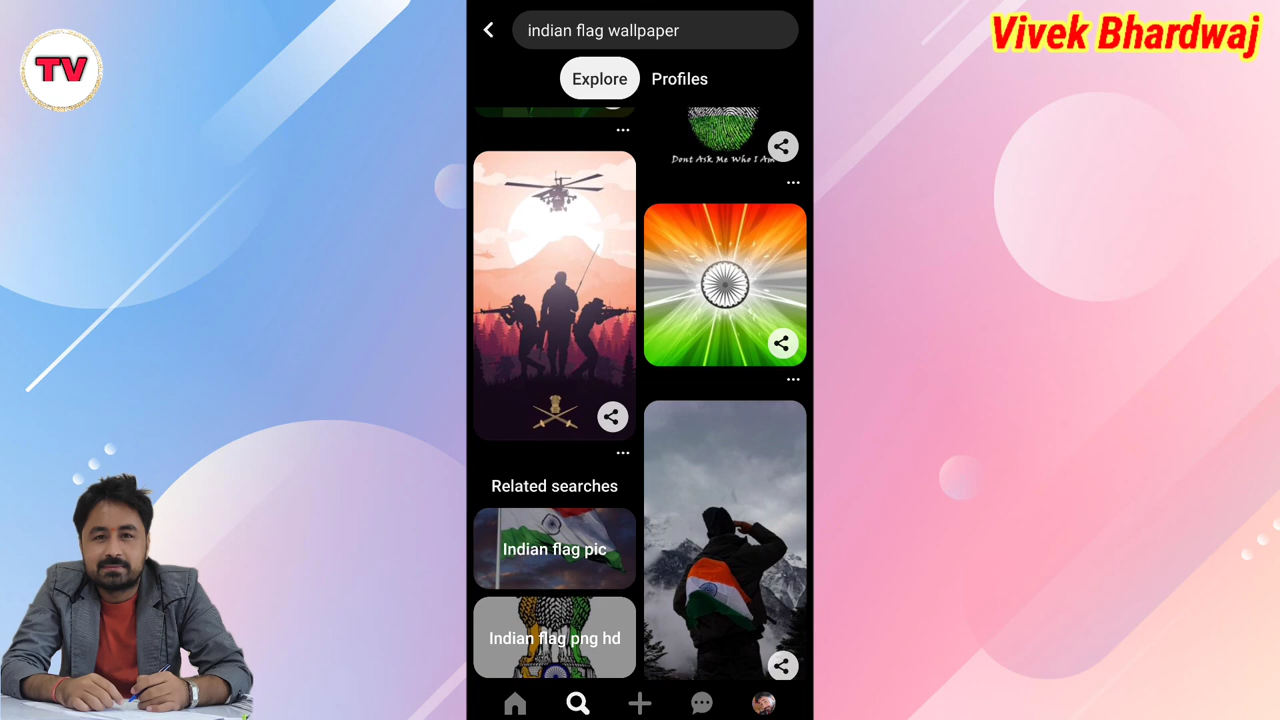 TV
Vivek Bhardwaj
indian flag wallpaper
Explore
Profiles
Dont Ask Me Who I Am
Related searches
Indian flag pic
Indian flag png hd